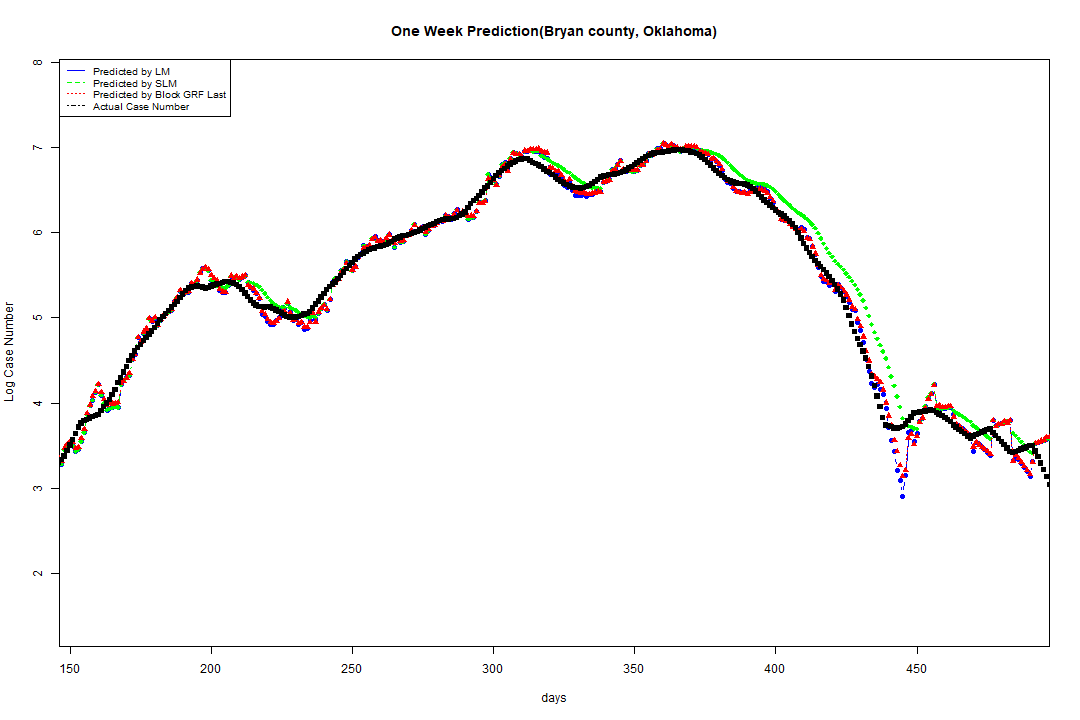 One Week Prediction(Bryan county, Oklahoma)
Predicted by LM
Predicted by SLM
Predicted by Block GRF Last
Actual Case Number
8
7
6
5
4
3
2
Log Case Number
150 200 250 300 350 400 450
days